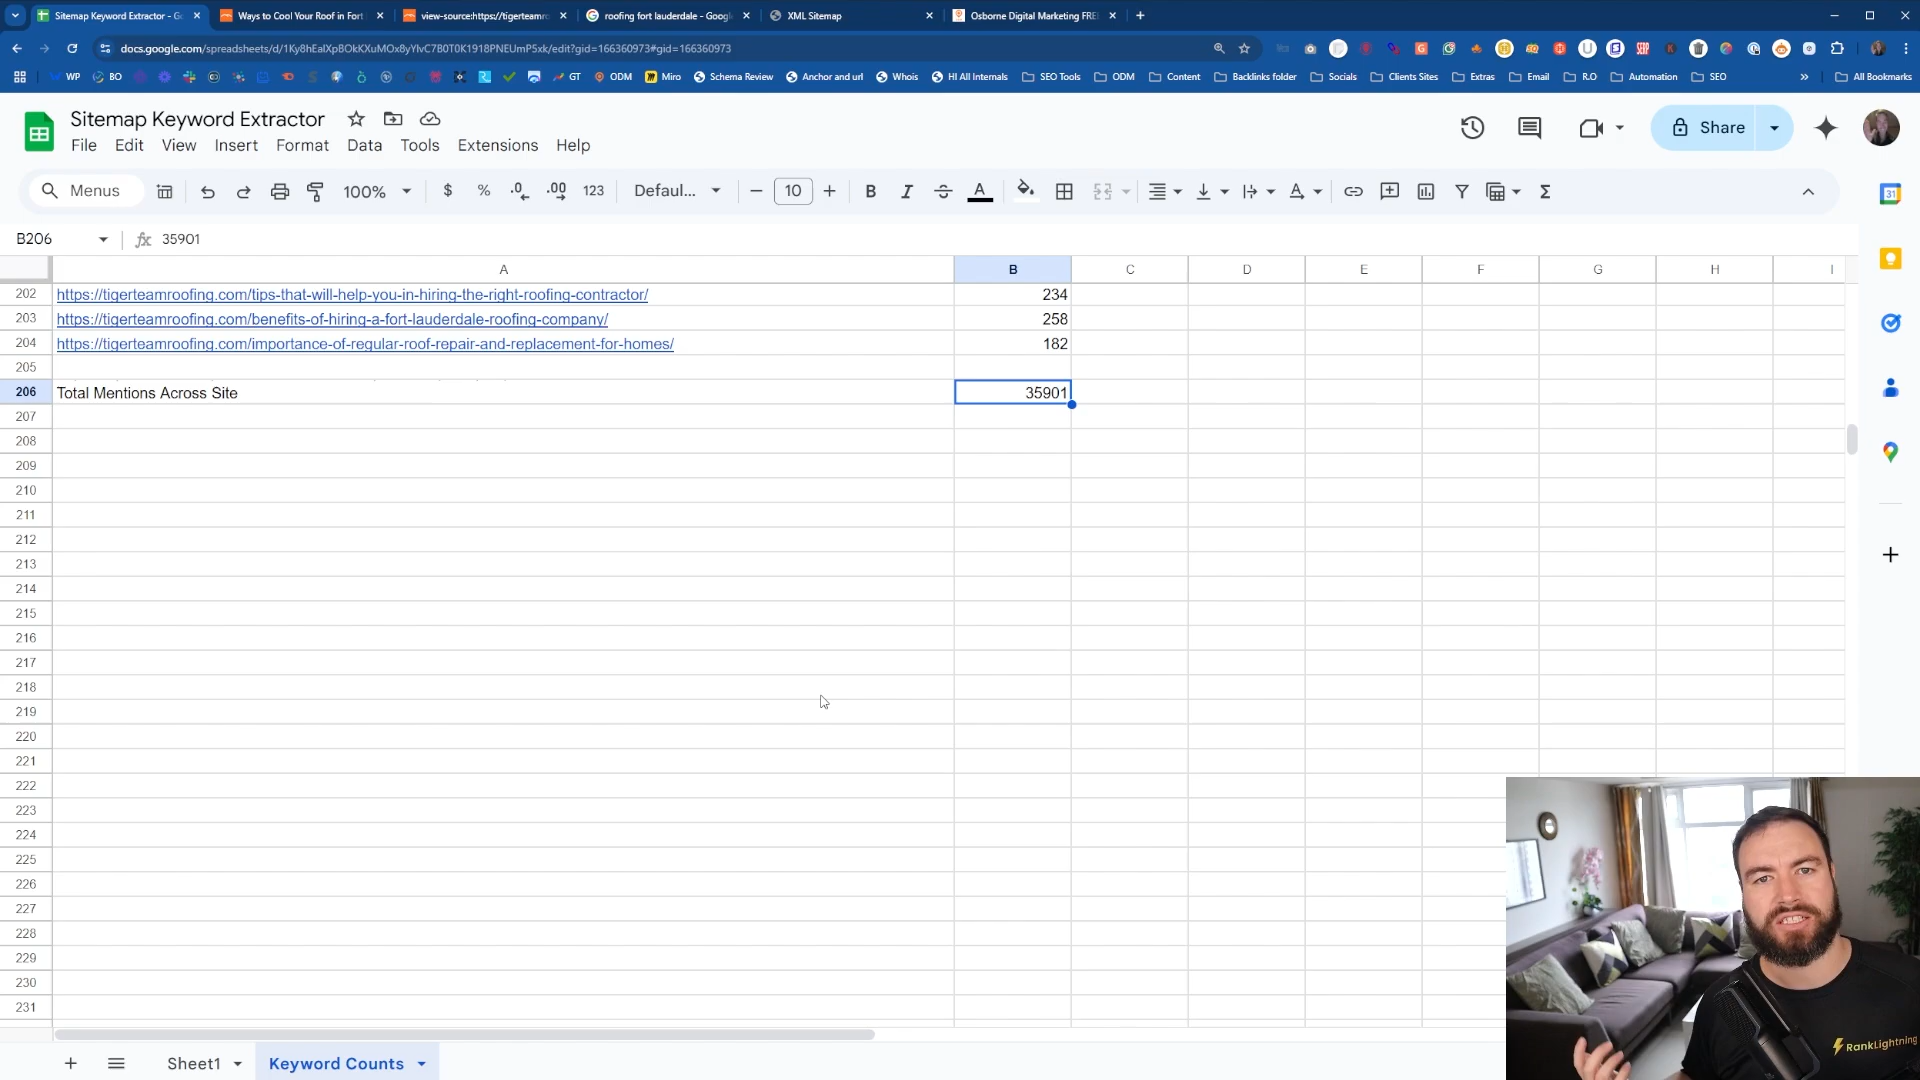 Sitemap Keyword Extractor - Go
Ways to Cool Your Roof in Fort
view-source:https://tigerteamro
roofing fort lauderdale - Google
XML Sitemap
Osborne Digital Marketing FRE
docs.google.com/spreadsheets/d/1Ky8hEaIXpBOkKXuMOx8yYlvC7B0T0K1918PNEUmP5xk/edit?gid=166360973#gid=166360973
WP
BO
GT
ODM
Miro
Schema Review
Anchor and url
Whois
HI All Internals
SEO Tools
ODM
Content
Backlinks folder
Socials
Clients Sites
Extras
Email
R.O
Automation
SEO
All Bookmarks
Sitemap Keyword Extractor
File Edit View Insert Format Data Tools Extensions Help
Share
Menus
100%
$ % .0 .00 123
Defaul...
10
B I A
B206
fx 35901
A B C D E F G H I
202 https://tigerteamroofing.com/tips-that-will-help-you-in-hiring-the-right-roofing-contractor/ 234
203 https://tigerteamroofing.com/benefits-of-hiring-a-fort-lauderdale-roofing-company/ 258
204 https://tigerteamroofing.com/importance-of-regular-roof-repair-and-replacement-for-homes/ 182
205
206 Total Mentions Across Site 35901
207
208
209
210
211
212
213
214
215
216
217
218
219
220
221
222
223
224
225
226
227
228
229
230
231
RankLightning
Sheet1
Keyword Counts